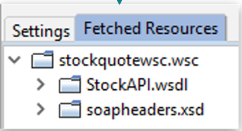 Settings Fetched Resources
stockquotewsc.wsc
StockAPI.wsdl
soapheaders.xsd